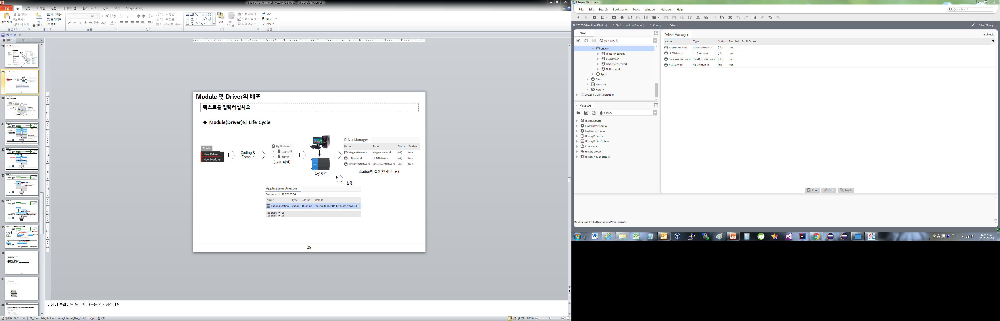 Niagara Platform Architecture v0.3.pptx - Microsoft PowerPoint
파일 홈 삽입 디자인 전환 애니메이션 슬라이드 쇼 검토 보기 Storyboarding
붙여넣기 잘라내기 복사 서식 복사 클립보드
새 슬라이드 레이아웃 원래대로 구역 슬라이드
12
글꼴
텍스트 방향 텍스트 맞춤 SmartArt로 변환 단락
정렬 빠른 스타일 도형 채우기 도형 윤곽선 도형 효과 그리기
찾기 바꾸기 선택 편집
슬라이드 개요
28
29
30
31
32
33
34
35
36
37
38
Module 및 Driver의 배포
텍스트를 입력하십시오
◆ Module(Driver)의 Life Cycle
Tools
New Driver
New Module
Coding &
Compile
My Modules
LogicLink
aaphp
(JAR 파일)
다운로드
Driver Manager
Name Type Status Enabled
NiagaraNetwork Niagara Network {ok} true
LLDNetwork L L D Network {ok} true
BmsDriverNetwork Bms Driver Network {ok} true
Station에 설정(엔지니어링)
실행
Application Director
Connected to 10.175.95.54
Name Type Status Details
nationalStation station Running fox=n/a,foxs=4911,http=n/a,https=443
result = 18
result = 18
29
여기에 슬라이드 노트의 내용을 입력하십시오
슬라이드 29/0 .. 52 "1_[Templete] LGElectronics_Internal_Use_Only" 한국어 100%
Niagara Workbench
File Edit Search Bookmarks Tools Window Manager Help
Quick Search
10.175.95.54 (nationalStation) : Station (nationalStation) : Config : Drivers
Driver Manager
Nav
My Network
Drivers
NiagaraNetwork
LLDNetwork
BmsDriverNetwork
NLDNetwork
Apps
Files
Hierarchy
History
192.168.1.140 (lldStation)
Palette
history
HistoryService
AuditHistoryService
LogHistoryService
HistoryPointList
HistoryPointListItem
Extensions
History Group
History Nav Shortcuts
Driver Manager
4 objects
Name Type Status Enabled Fault Cause
NiagaraNetwork Niagara Network {ok} true
LLDNetwork L L D Network {ok} true
BmsDriverNetwork Bms Driver Network {ok} true
NLDNetwork N L D Network {ok} true
New Edit TagIt
C:\Users\USER\Niagara4.2\tridium>
A 漢
오후 4:17
2017-08-24